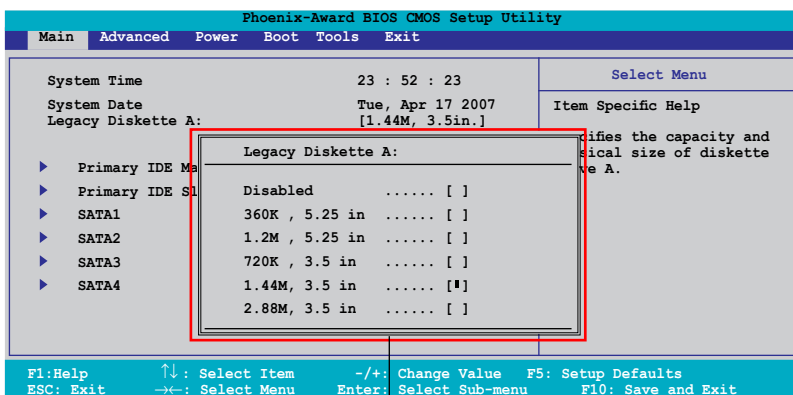 Phoenix-Award BIOS CMOS Setup Utility
Main Advanced Power Boot Tools Exit
System Time 23 : 52 : 23
System Date Tue, Apr 17 2007
Legacy Diskette A: [1.44M, 3.5in.]
Primary IDE
Primary IDE
SATA1
SATA2
SATA3
SATA4
Legacy Diskette A:
Disabled ...... [ ]
360K , 5.25 in ...... [ ]
1.2M , 5.25 in ...... [ ]
720K , 3.5 in ...... [ ]
1.44M, 3.5 in ...... [▮]
2.88M, 3.5 in ...... [ ]
Select Menu
Item Specific Help
the capacity and
size of diskette
A.
F1:Help ↑↓: Select Item -/+: Change Value F5: Setup Defaults
ESC: Exit →←: Select Menu Enter: Select Sub-menu F10: Save and Exit